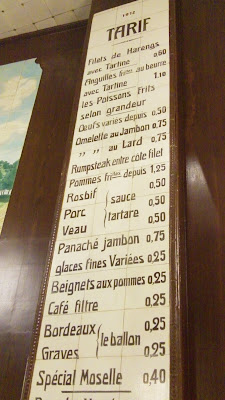 1912
TARIF
Filets de Harengs
avec Tartine 0.60
Anguilles frites au beurre
avec Tartine 1.10
les Poissons Frits
selon grandeur
Oeufs variés depuis 0.50
Omelette au Jambon 0.75
" " au Lard 0.75
Rumpsteak entre cote filet
Pommes frites depuis 1,25
Rosbif 0,50
Porc sauce 0,50
Veau tartare 0,50
Panaché jambon 0,75
glaces fines Variées 0,25
Beignets aux pommes 0,25
Café filtre 0,25
Bordeaux 0,25
Graves le ballon 0,25
Spécial Moselle 0,40